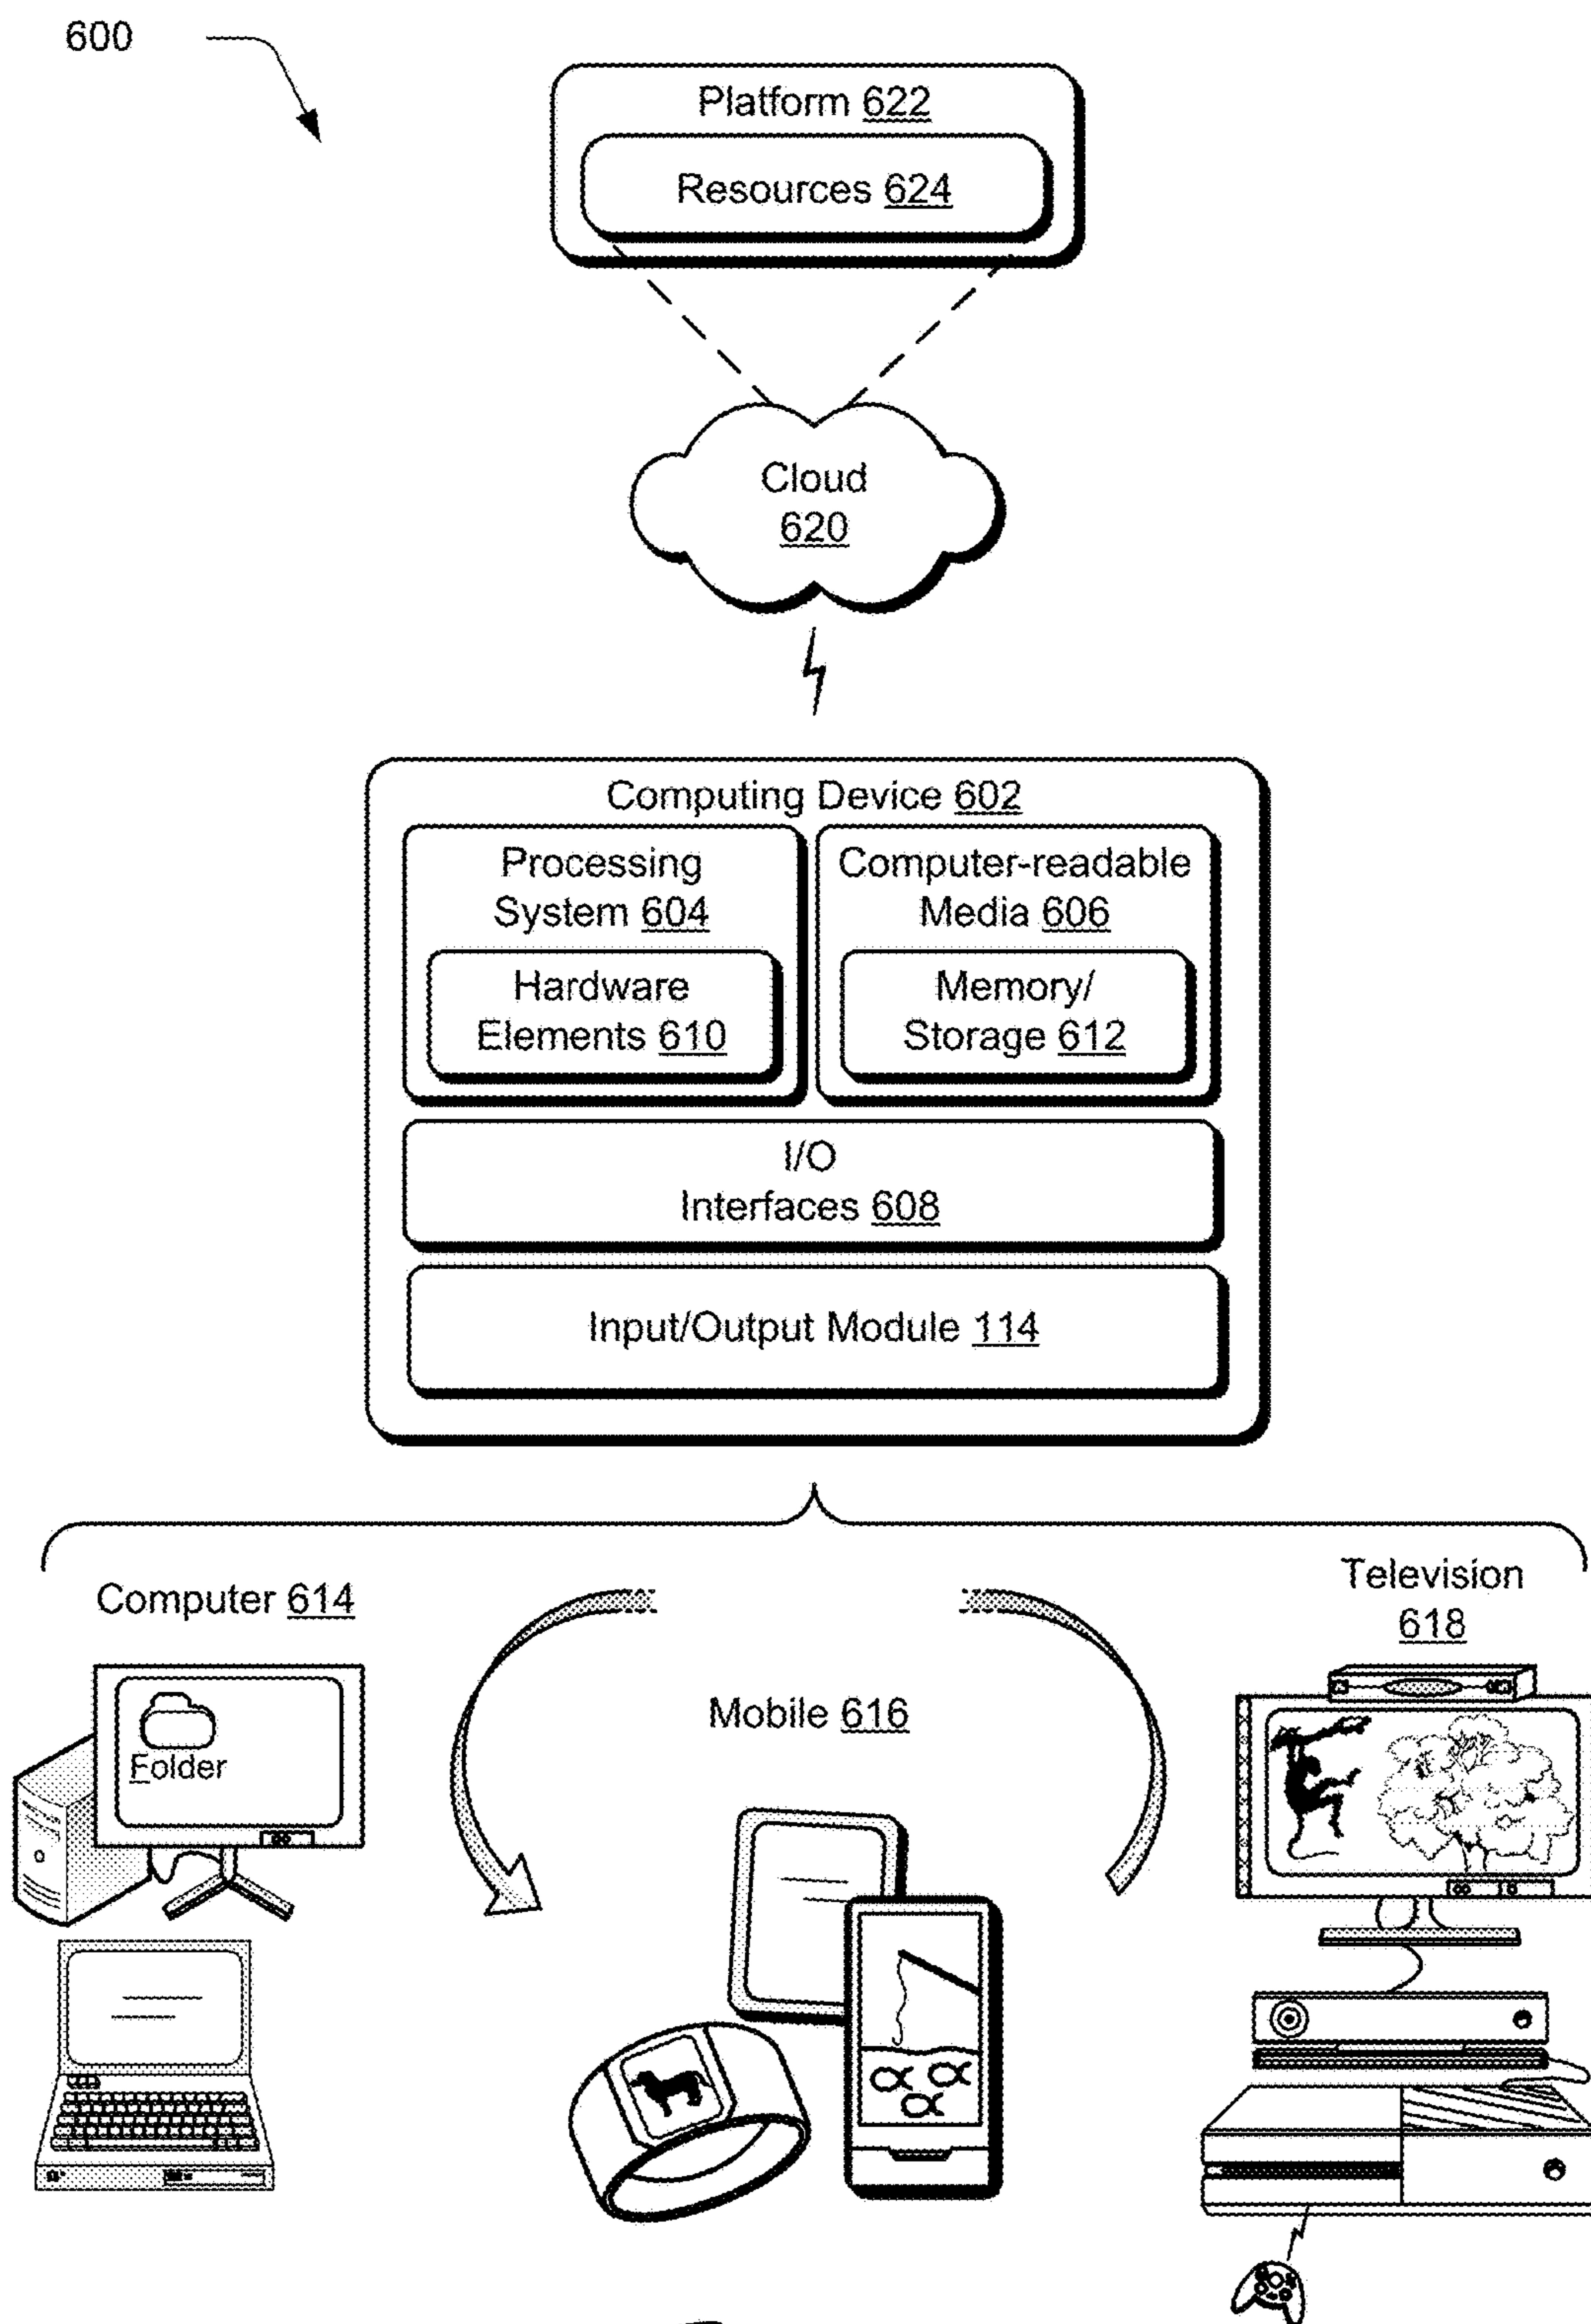 600
Platform 622
Resources 624
Cloud
620
Computing Device 602
Processing
System 604
Hardware
Elements 610
Computer-readable
Media 606
Memory/
Storage 612
I/O
Interfaces 608
Input/Output Module 114
Computer 614
Folder
Mobile 616
Television
618